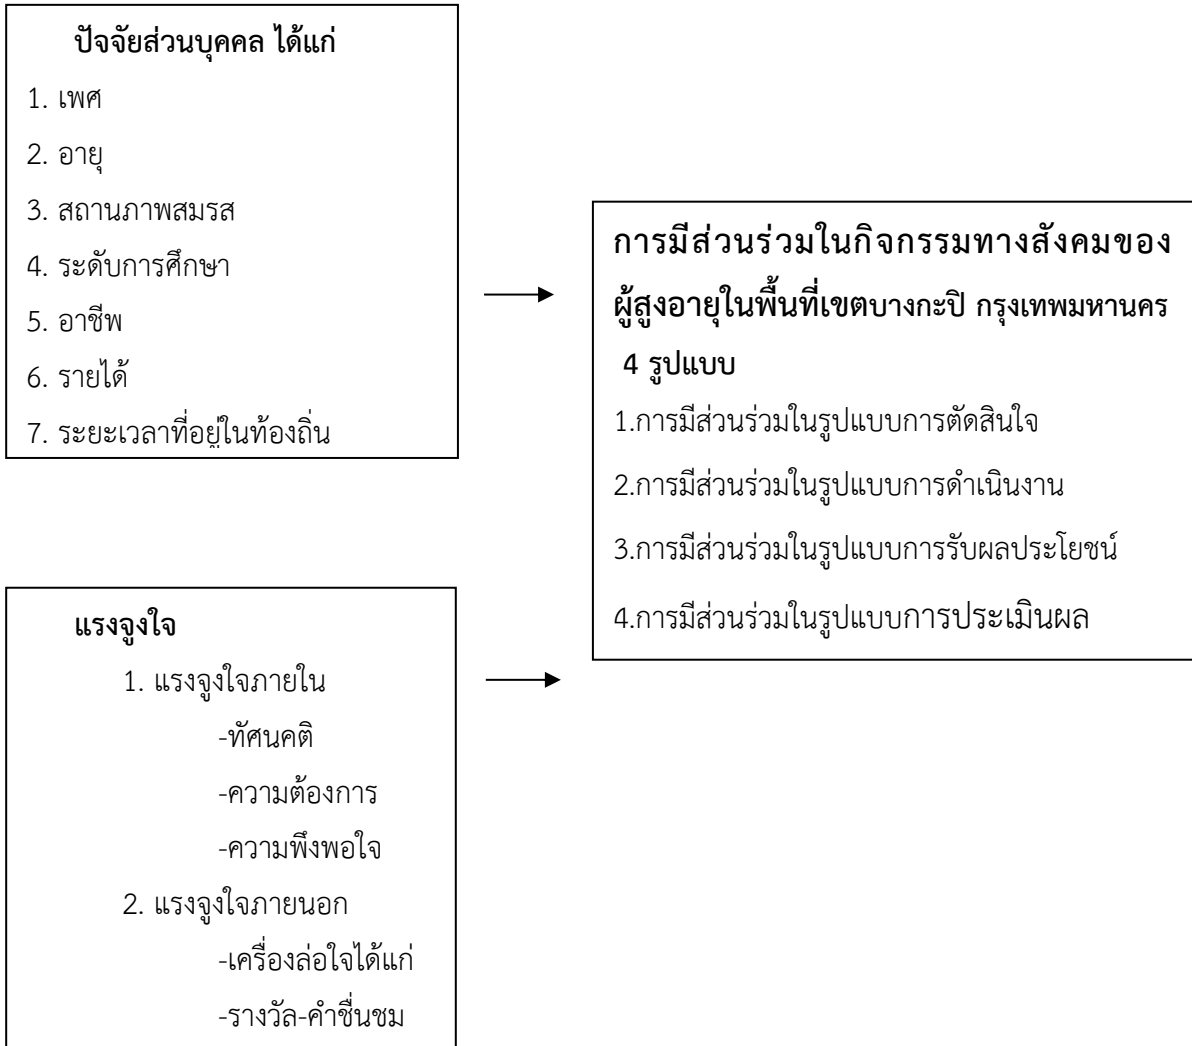 ปัจจัยส่วนบุคคล ได้แก่
1. เพศ
2. อายุ
3. สถานภาพสมรส
4. ระดับการศึกษา
5. อาชีพ
6. รายได้
7. ระยะเวลาที่อยู่ในท้องถิ่น
การมีส่วนร่วมในกิจกรรมทางสังคมของ
ผู้สูงอายุในพื้นที่เขตบางกะปิ กรุงเทพมหานคร
4 รูปแบบ
1.การมีส่วนร่วมในรูปแบบการตัดสินใจ
2.การมีส่วนร่วมในรูปแบบการดำเนินงาน
3.การมีส่วนร่วมในรูปแบบการรับผลประโยชน์
4.การมีส่วนร่วมในรูปแบบการประเมินผล
แรงจูงใจ
1. แรงจูงใจภายใน
-ทัศนคติ
-ความต้องการ
-ความพึงพอใจ
2. แรงจูงใจภายนอก
-เครื่องล่อใจได้แก่
-รางวัล-คำชื่นชม